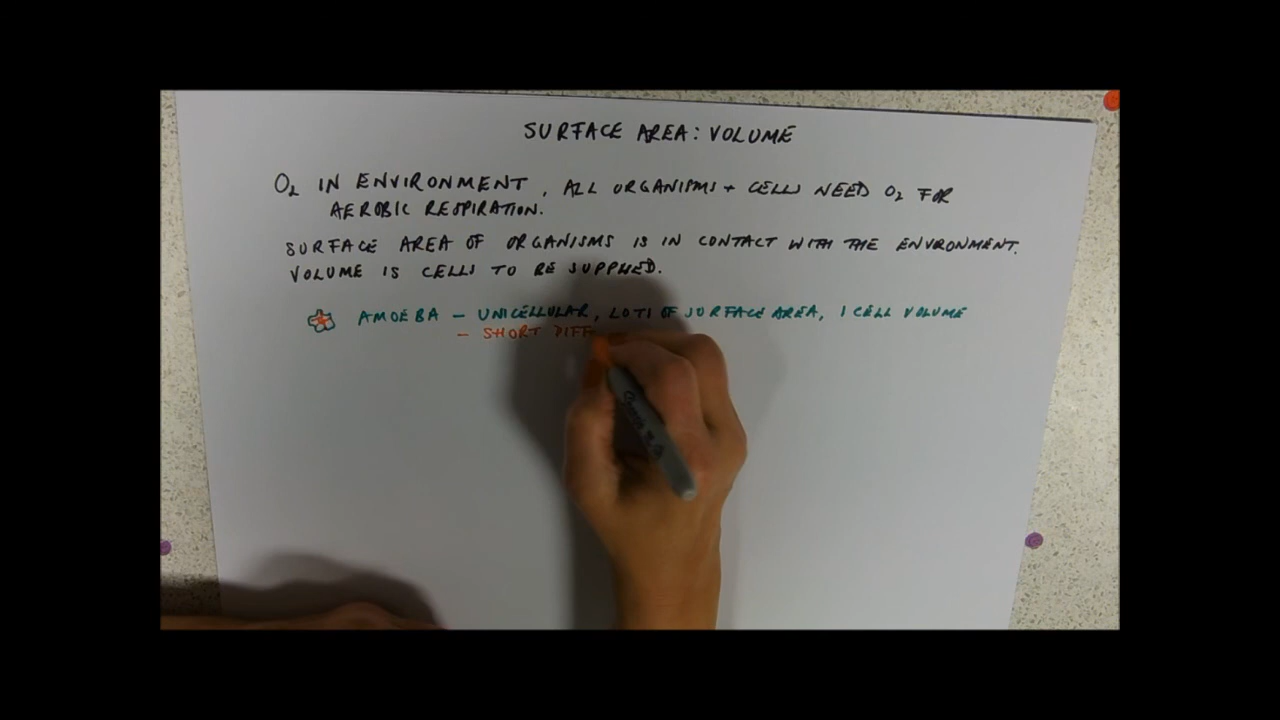 SURFACE AREA: VOLUME
O₂ IN ENVIRONMENT, ALL ORGANISMS + CELLS NEED O₂ FOR
AEROBIC RESPIRATION.
SURFACE AREA OF ORGANISMS IS IN CONTACT WITH THE ENVIRONMENT.
VOLUME IS CELLS TO BE SUPPLIED.
AMOEBA - UNICELLULAR, LOTS OF SURFACE AREA, 1 CELL VOLUME
- SHORT DIFF